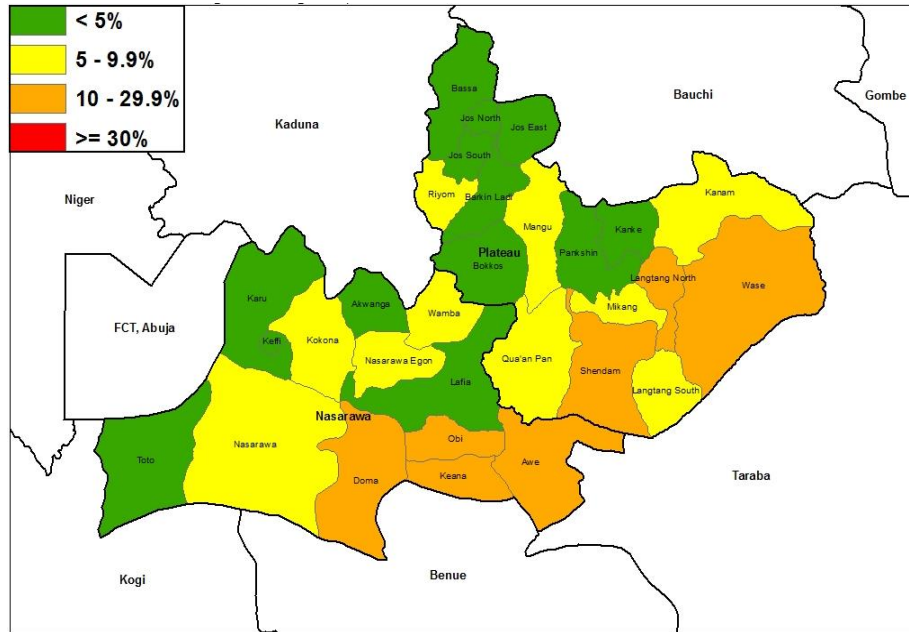 < 5%
5 - 9.9%
10 - 29.9%
>= 30%
Kaduna
Bauchi
Gombe
Niger
Bassa
Jos North
Jos East
Jos South
Riyom
Barkin Ladi
Mangu
Kanam
Kanke
Pankshin
Plateau
Bokkos
Langtang North
Wase
Mikang
Karu
Akwanga
Wamba
FCT, Abuja
Keffi
Kokona
Nasarawa Egon
Qua'an Pan
Shendam
Lafia
Langtang South
Nasarawa
Nasarawa
Obi
Toto
Doma
Keana
Awe
Taraba
Kogi
Benue